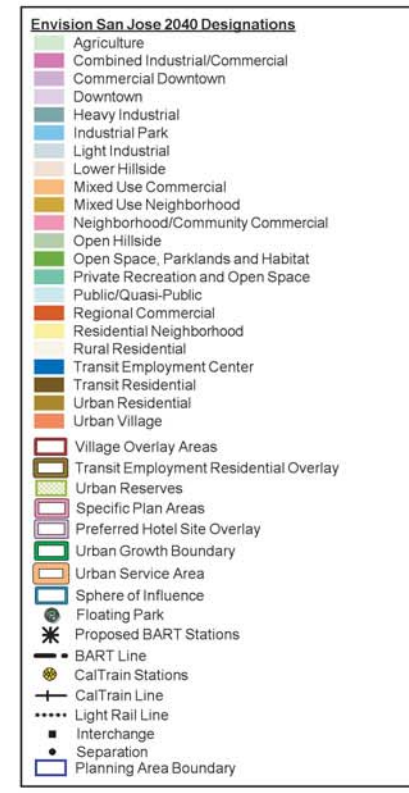 Envision San Jose 2040 Designations
Agriculture
Combined Industrial/Commercial
Commercial Downtown
Downtown
Heavy Industrial
Industrial Park
Light Industrial
Lower Hillside
Mixed Use Commercial
Mixed Use Neighborhood
Neighborhood/Community Commercial
Open Hillside
Open Space, Parklands and Habitat
Private Recreation and Open Space
Public/Quasi-Public
Regional Commercial
Residential Neighborhood
Rural Residential
Transit Employment Center
Transit Residential
Urban Residential
Urban Village
Village Overlay Areas
Transit Employment Residential Overlay
Urban Reserves
Specific Plan Areas
Preferred Hotel Site Overlay
Urban Growth Boundary
Urban Service Area
Sphere of Influence
Floating Park
Proposed BART Stations
BART Line
CalTrain Stations
CalTrain Line
Light Rail Line
Interchange
Separation
Planning Area Boundary